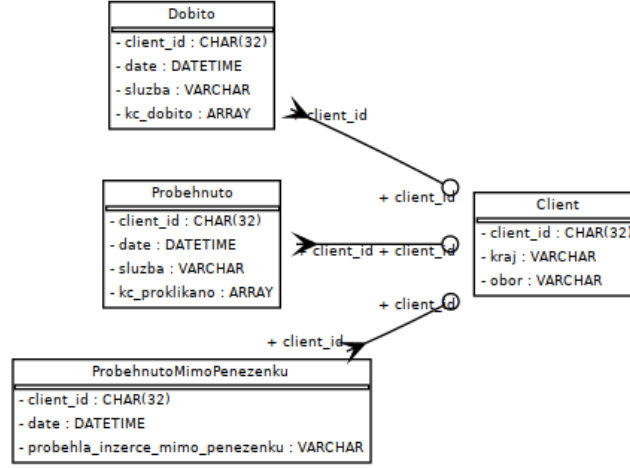 Dobito
- client_id : CHAR(32)
- date : DATETIME
- sluzba : VARCHAR
- kc_dobito : ARRAY
+ client_id
+ client_id
Probehnuto
- client_id : CHAR(32)
- date : DATETIME
- sluzba : VARCHAR
- kc_proklikano : ARRAY
+ client_id + client_id
Client
- client_id : CHAR(32)
- kraj : VARCHAR
- obor : VARCHAR
+ client_id
+ client_id
ProbehnutoMimoPenezenku
- client_id : CHAR(32)
- date : DATETIME
- probehla_inzerce_mimo_penezenku : VARCHAR